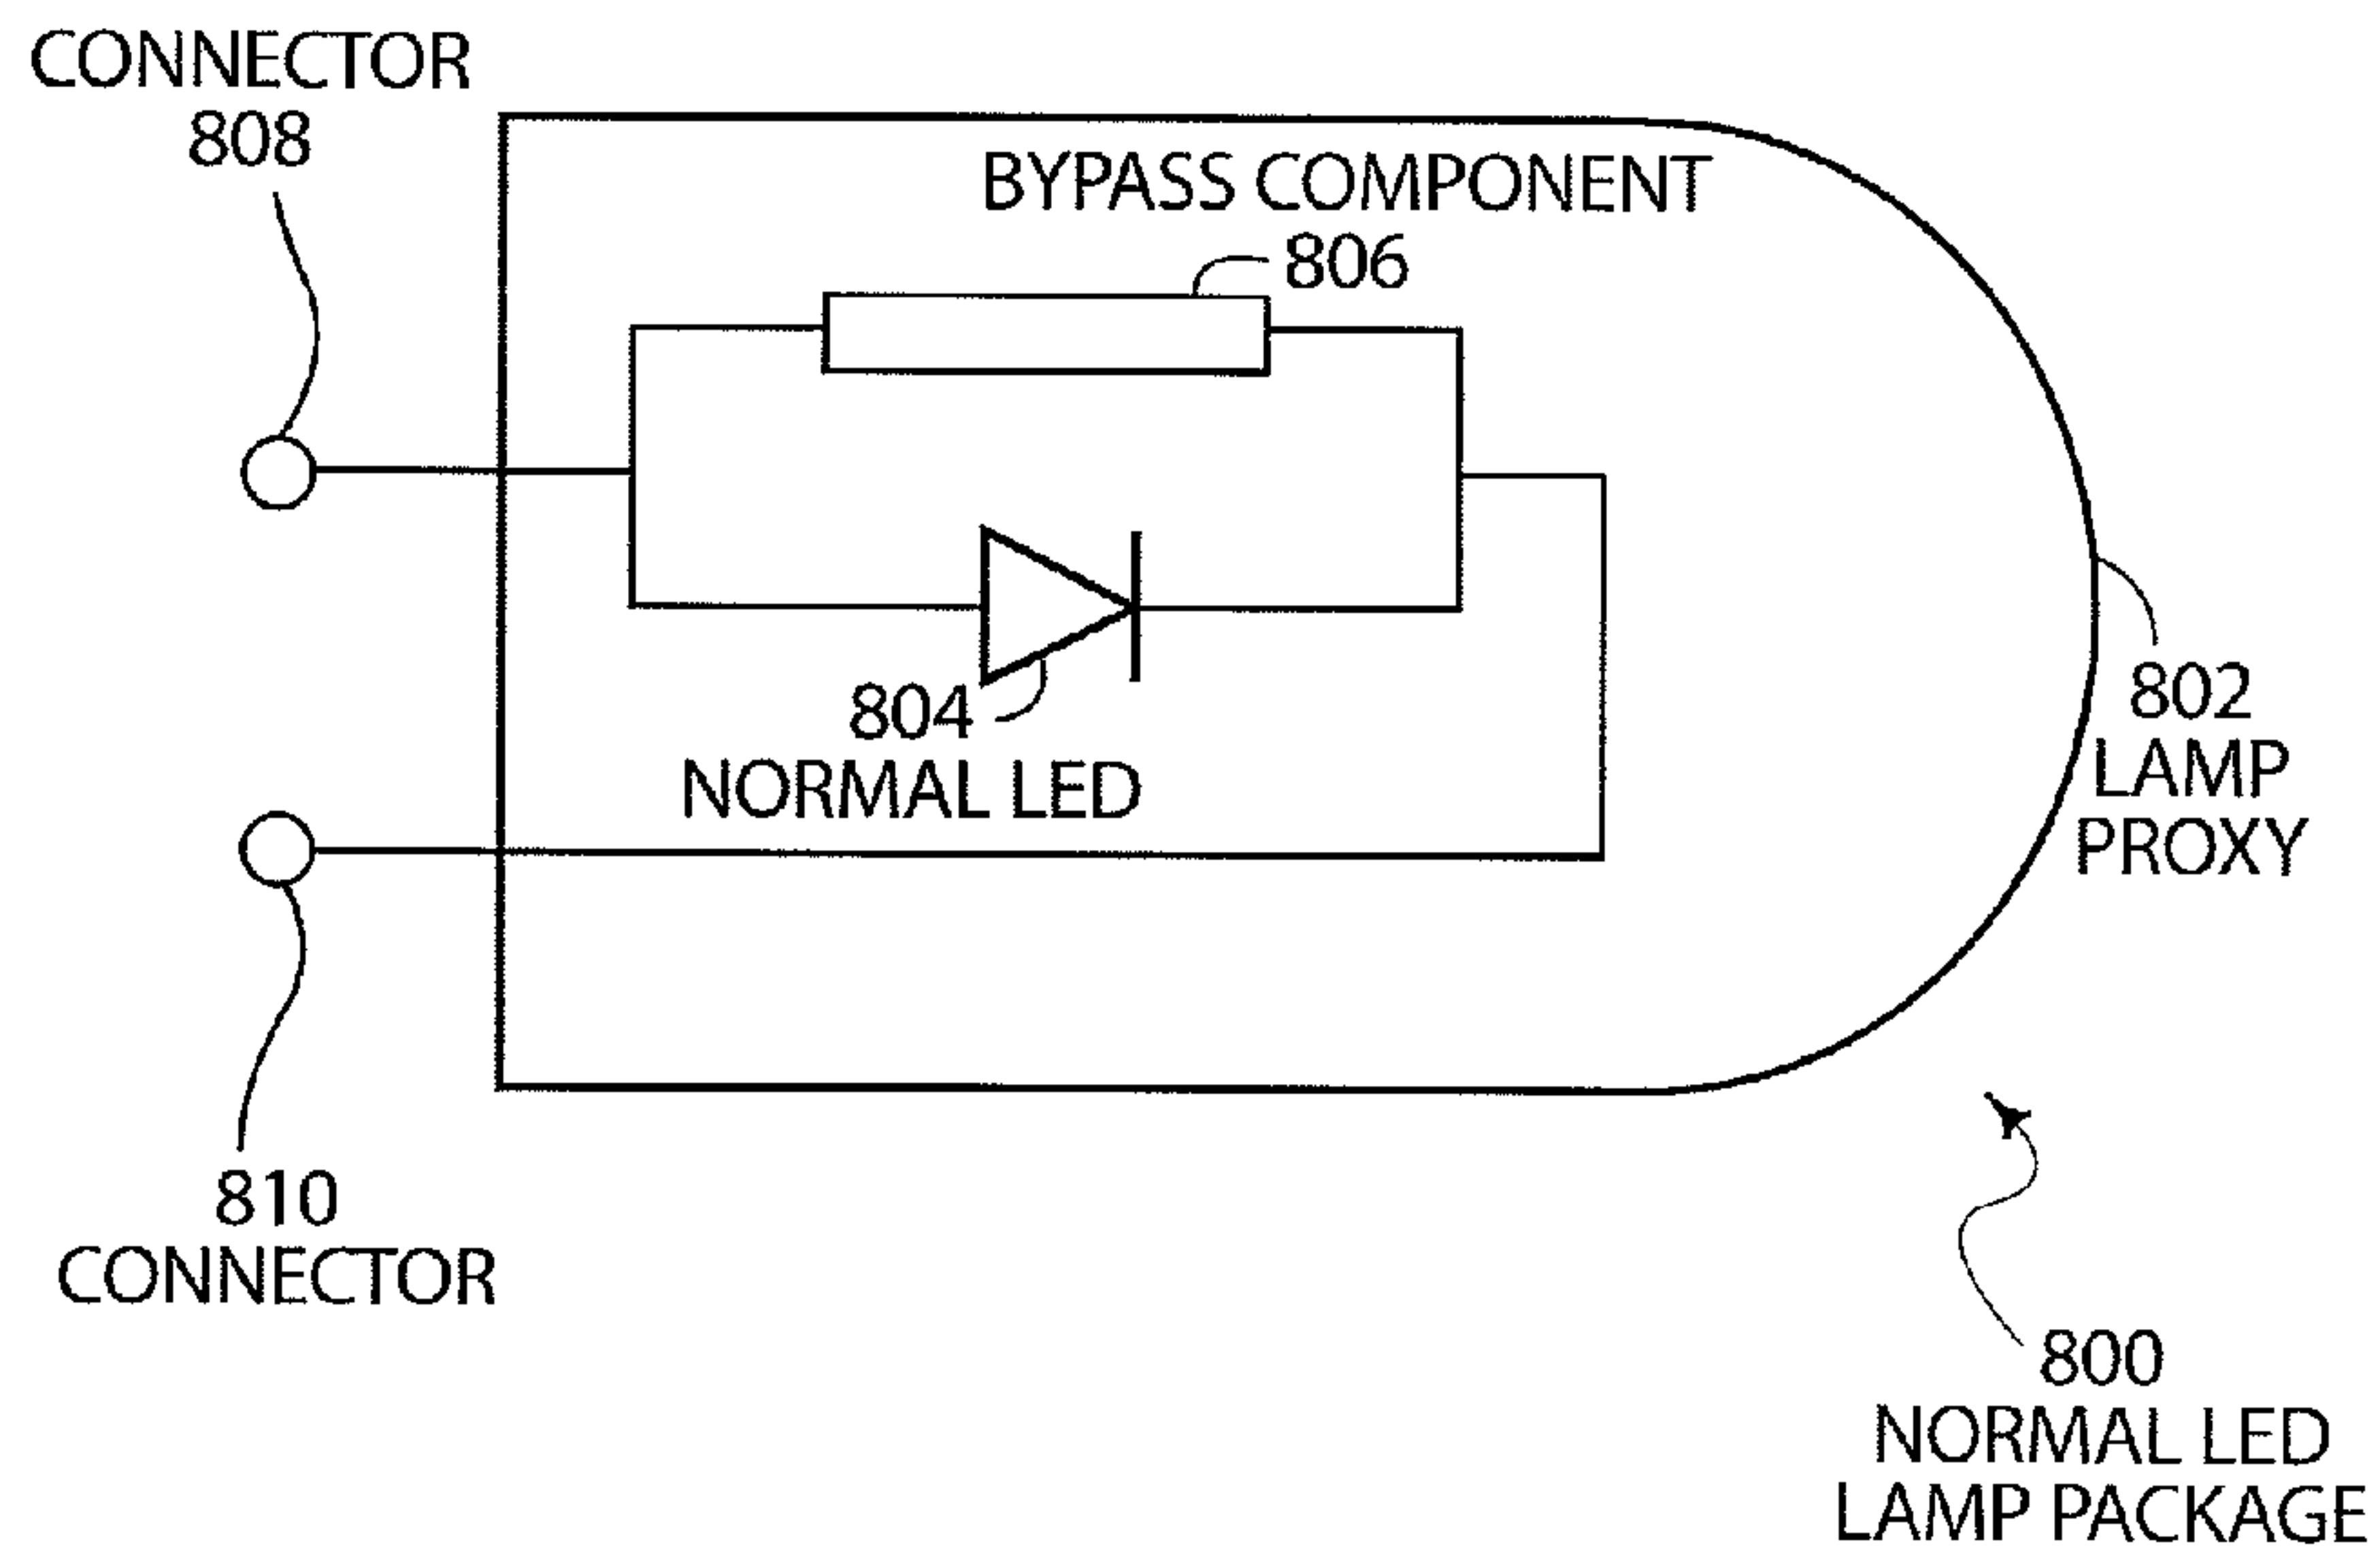 CONNECTOR
808
BYPASS COMPONENT
806
804
NORMAL LED
802
LAMP
PROXY
810
CONNECTOR
800
NORMAL LED
LAMP PACKAGE